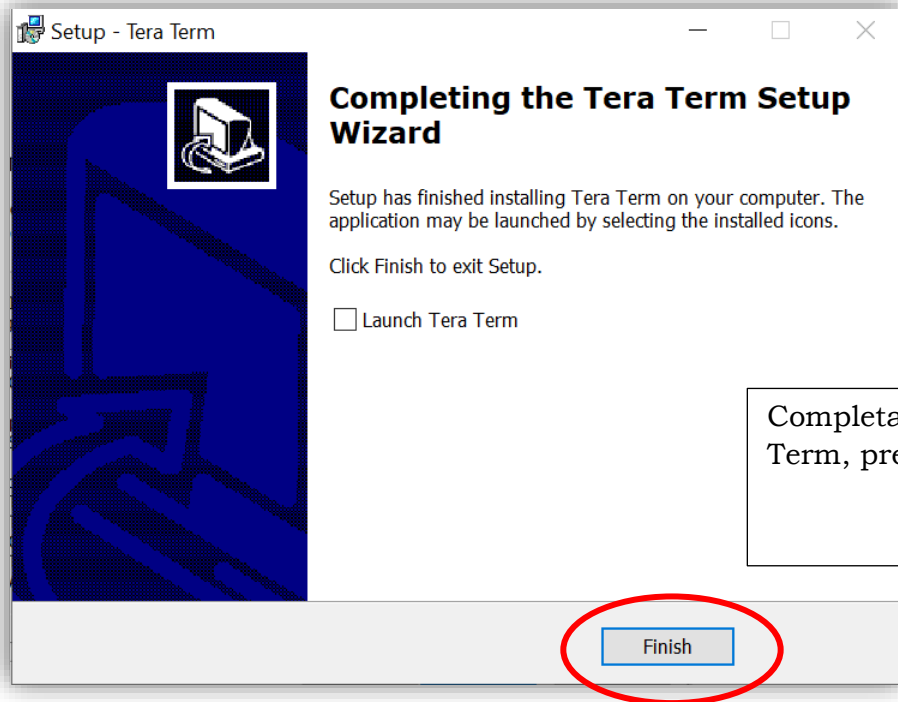 Setup - Tera Term
Completing the Tera Term Setup
Wizard
Setup has finished installing Tera Term on your computer. The
application may be launched by selecting the installed icons.
Click Finish to exit Setup.
Launch Tera Term
Term,
Finish